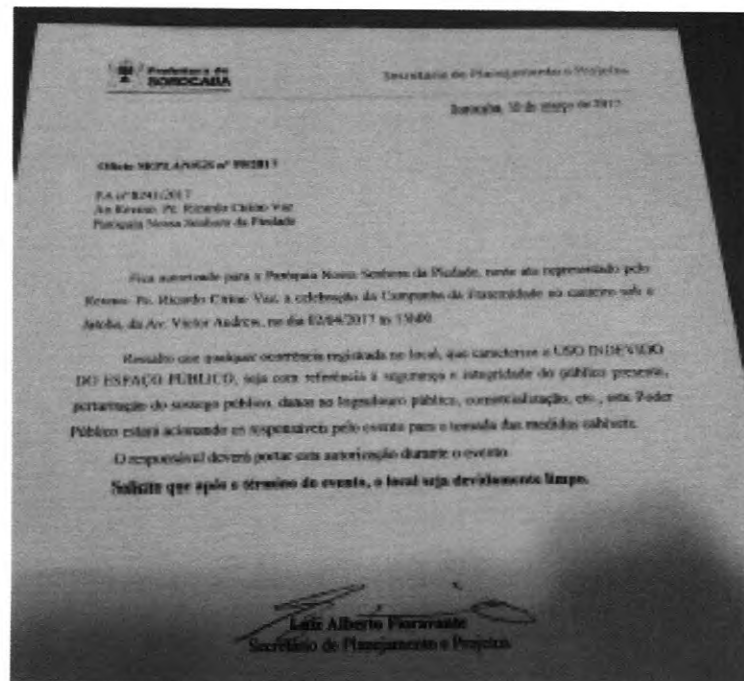 Prefeitura de
SOROCABA
Secretaria de Planejamento e Projetos
Sorocaba, de março de 2017
Ofício SEPLAN/GS nº
PA nº 8241/2017
Ao Revmo. Pe. Ricardo Cirino Vaz
Paróquia Nossa Senhora da Piedade
Fica autorizado para a Paróquia Nossa Senhora da Piedade, neste ato representado pelo
Revmo. Pe. Ricardo Cirino Vaz, a celebração da Campanha da Fraternidade no canteiro sob o
Jatobá, da Av. Victor Andrew, no dia 02/04/2017 às 15h00.
Ressalto que qualquer ocorrência registrada no local, que caracterize o USO INDEVIDO
DO ESPAÇO PÚBLICO, seja com referência à segurança e integridade do público presente,
perturbação do sossego público, danos no logradouro público, comercialização, etc., este Poder
Público estará acionando os responsáveis pelo evento para a tomada das medidas cabíveis.
O responsável deverá portar esta autorização durante o evento.
Solicito que após o término do evento, o local seja devidamente limpo.
Luiz Alberto Fioravante
Secretário de Planejamento e Projetos